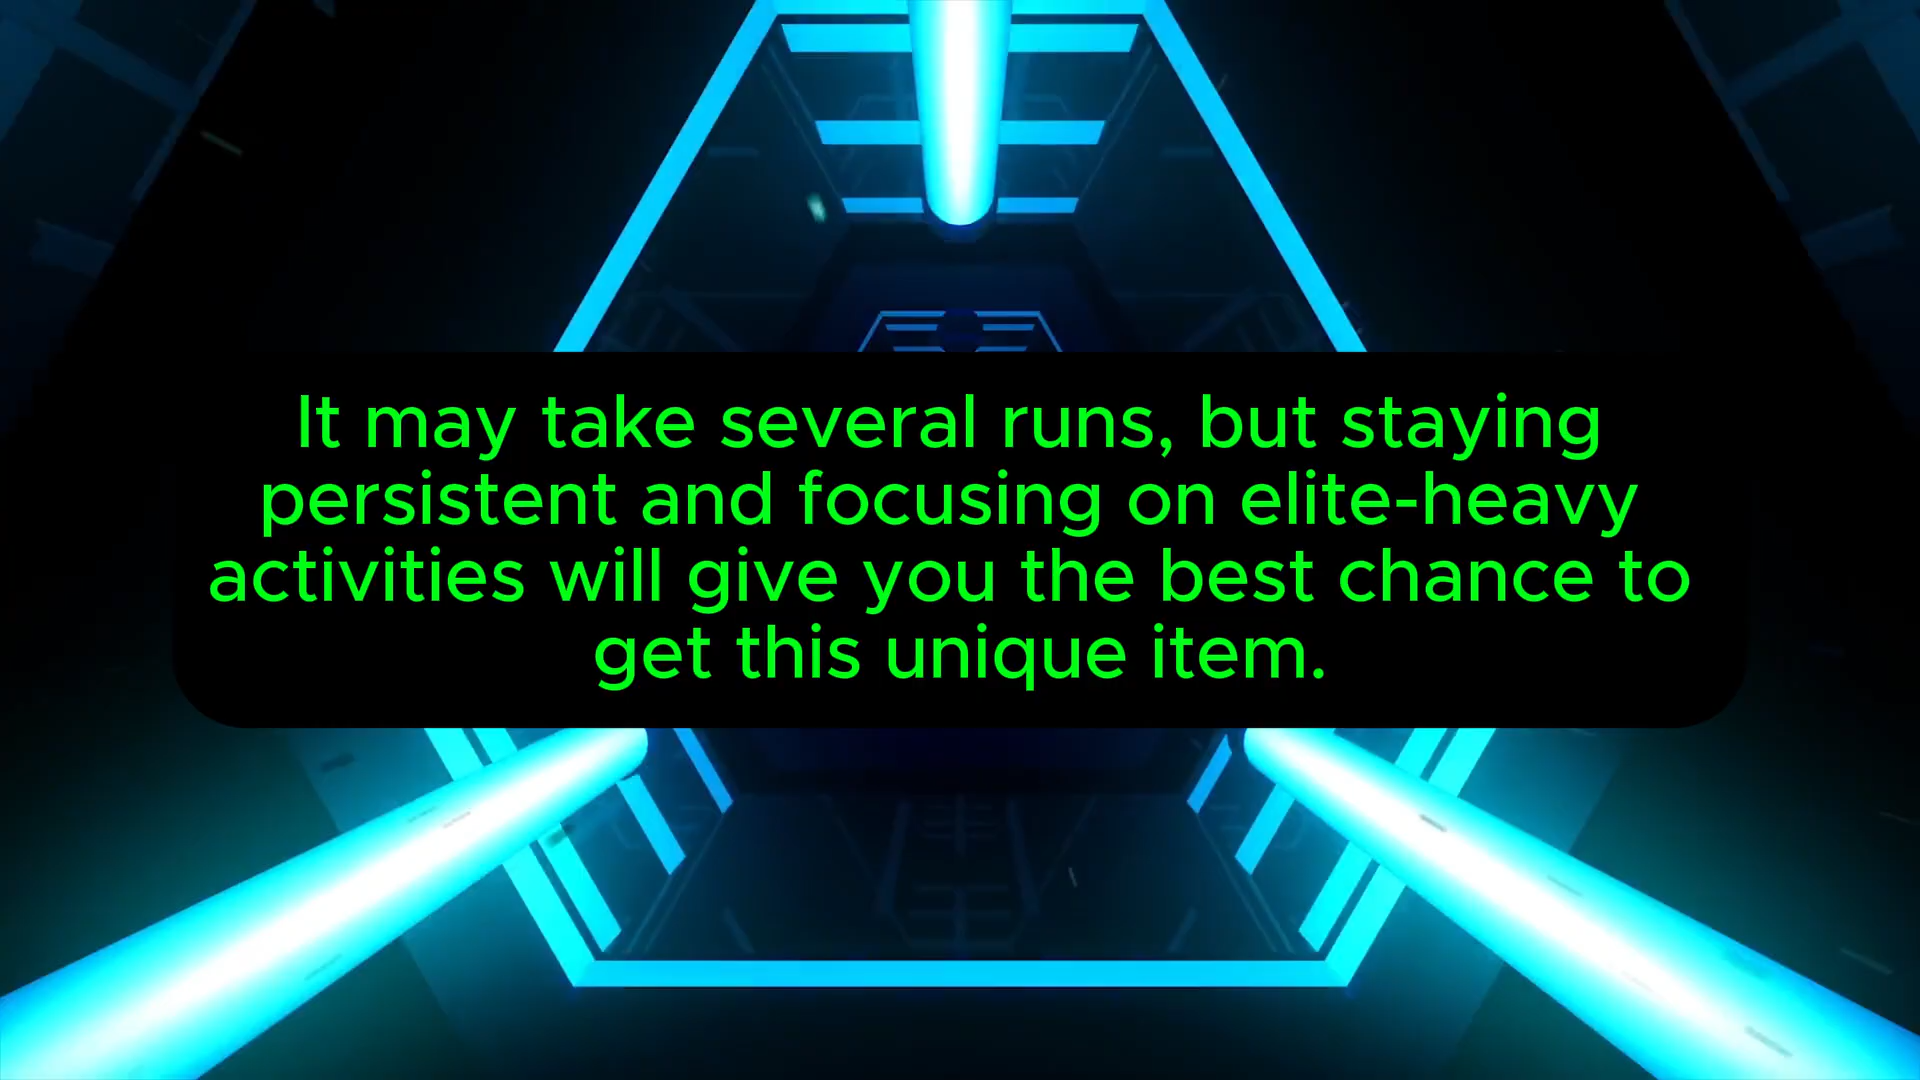 It may take several runs, but staying
persistent and focusing on elite-heavy
activities will give you the best chance to
get this unique item.